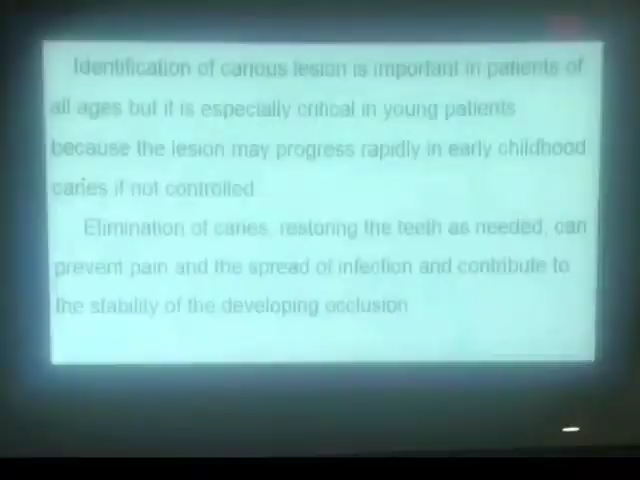 Identification of carious lesion is important in patients of
all ages but it is especially critical in young patients
because the lesion may progress rapidly in early childhood
caries if not controlled.
Elimination of caries, restoring the teeth as needed, can
prevent pain and the spread of infection and contribute to
the stability of the developing occlusion